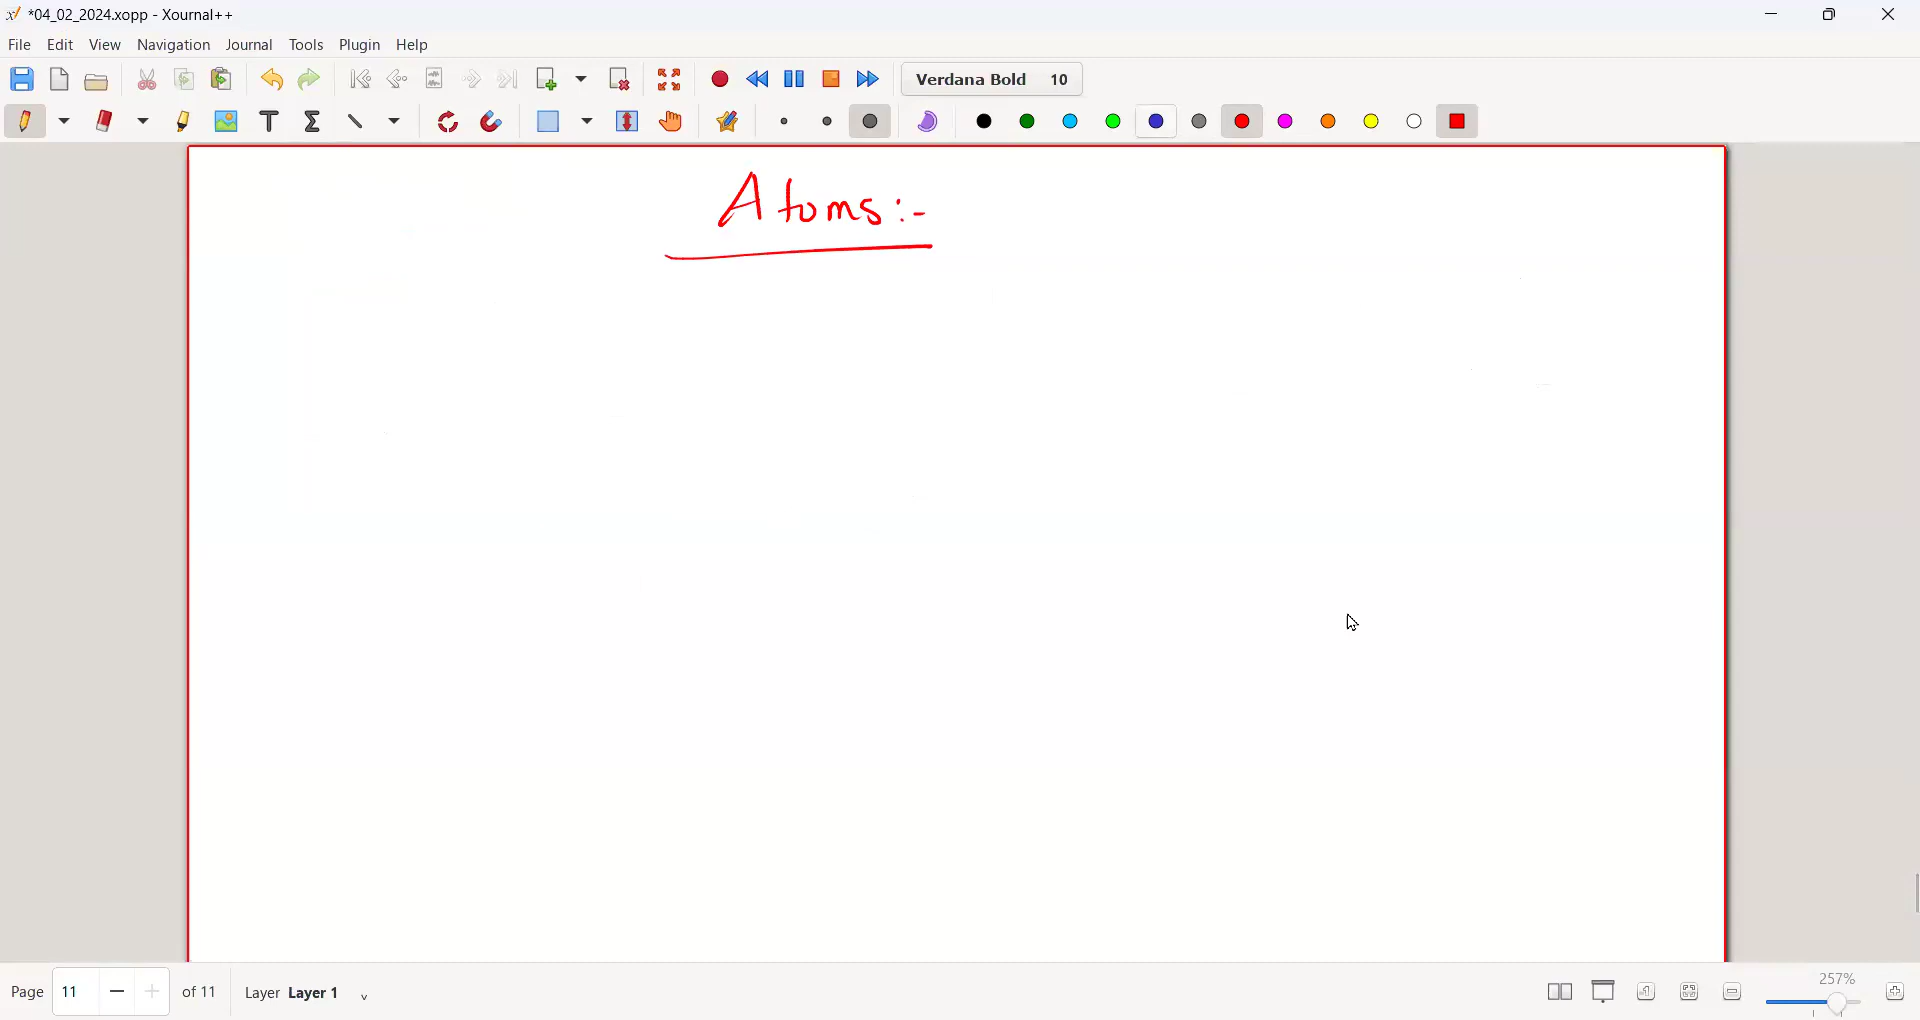 *04_02_2024.xopp - Xournal++
File Edit View Navigation Journal Tools Plugin Help
Verdana Bold 10
Atoms:-
Page 11 of 11 Layer Layer 1
257%